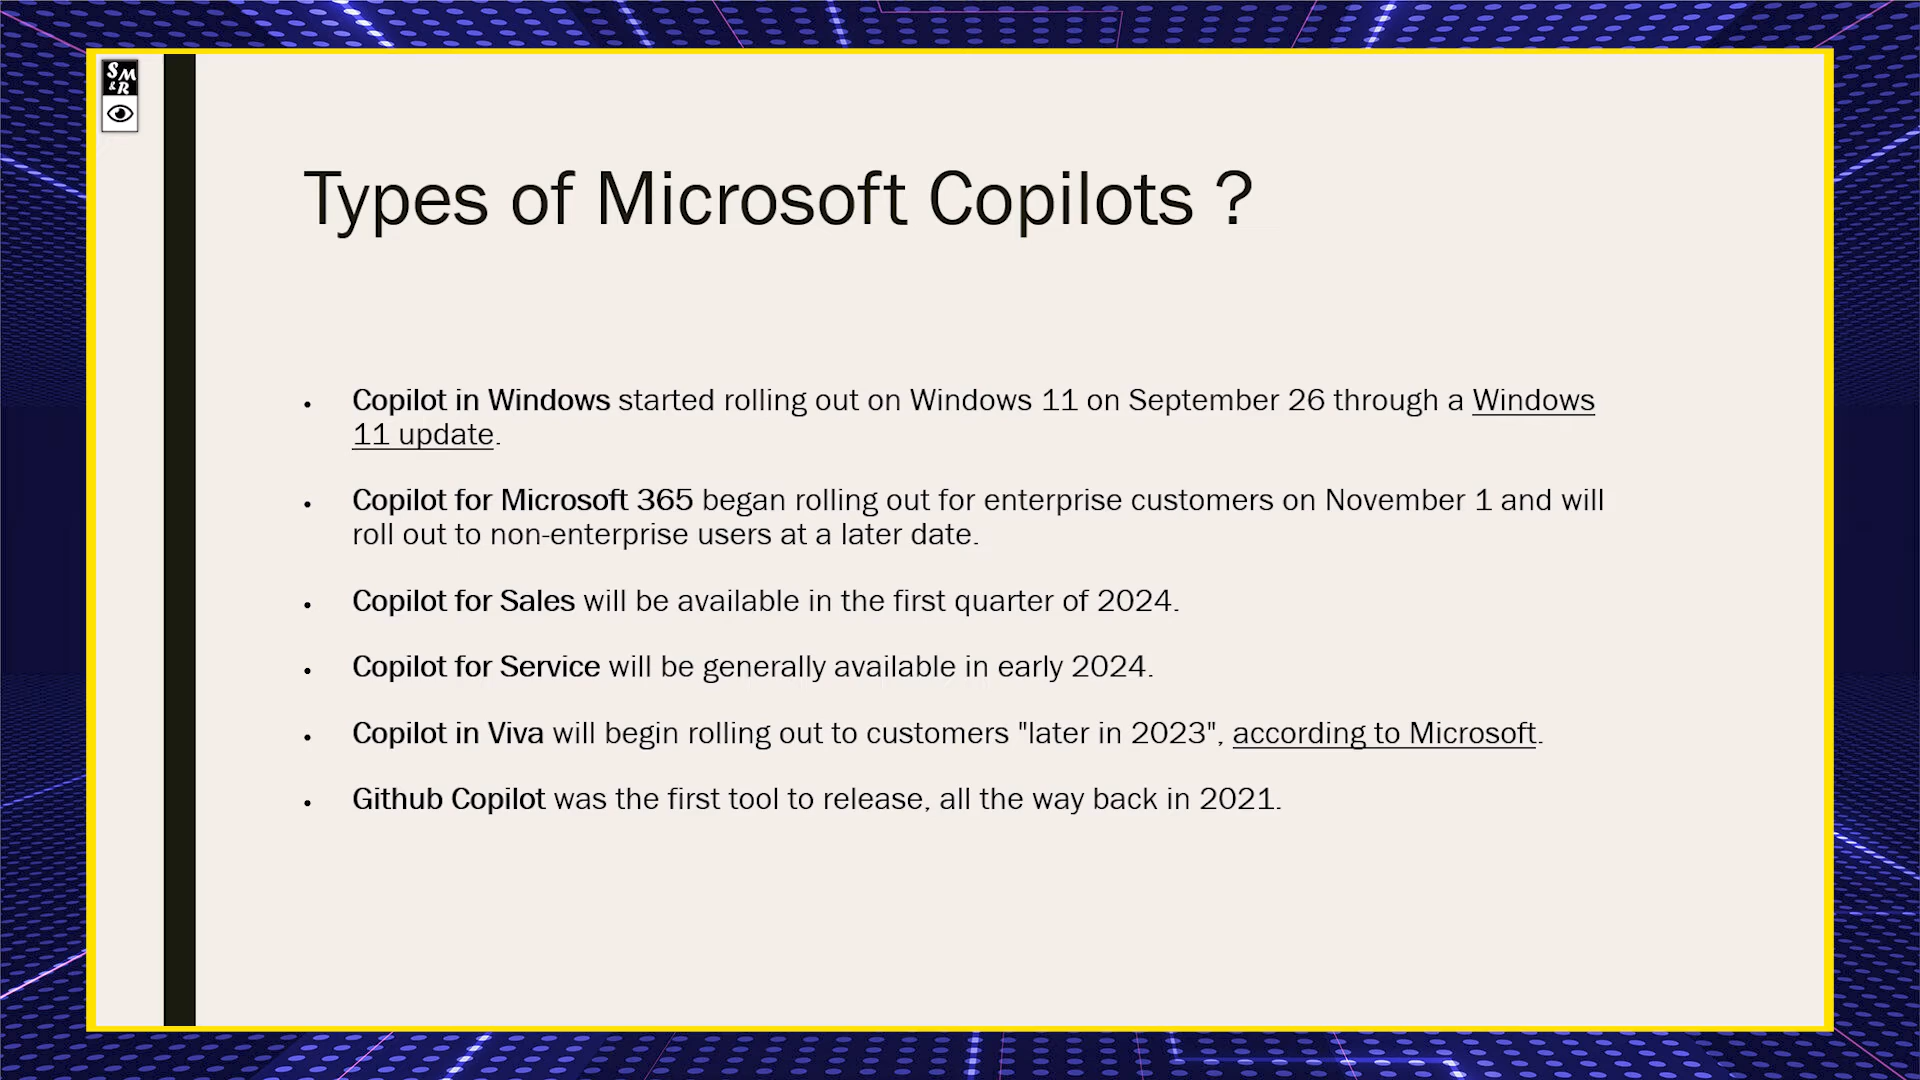 S M
& R
Types of Microsoft Copilots ?
• Copilot in Windows started rolling out on Windows 11 on September 26 through a Windows
11 update.
• Copilot for Microsoft 365 began rolling out for enterprise customers on November 1 and will
roll out to non-enterprise users at a later date.
• Copilot for Sales will be available in the first quarter of 2024.
• Copilot for Service will be generally available in early 2024.
• Copilot in Viva will begin rolling out to customers "later in 2023", according to Microsoft.
• Github Copilot was the first tool to release, all the way back in 2021.